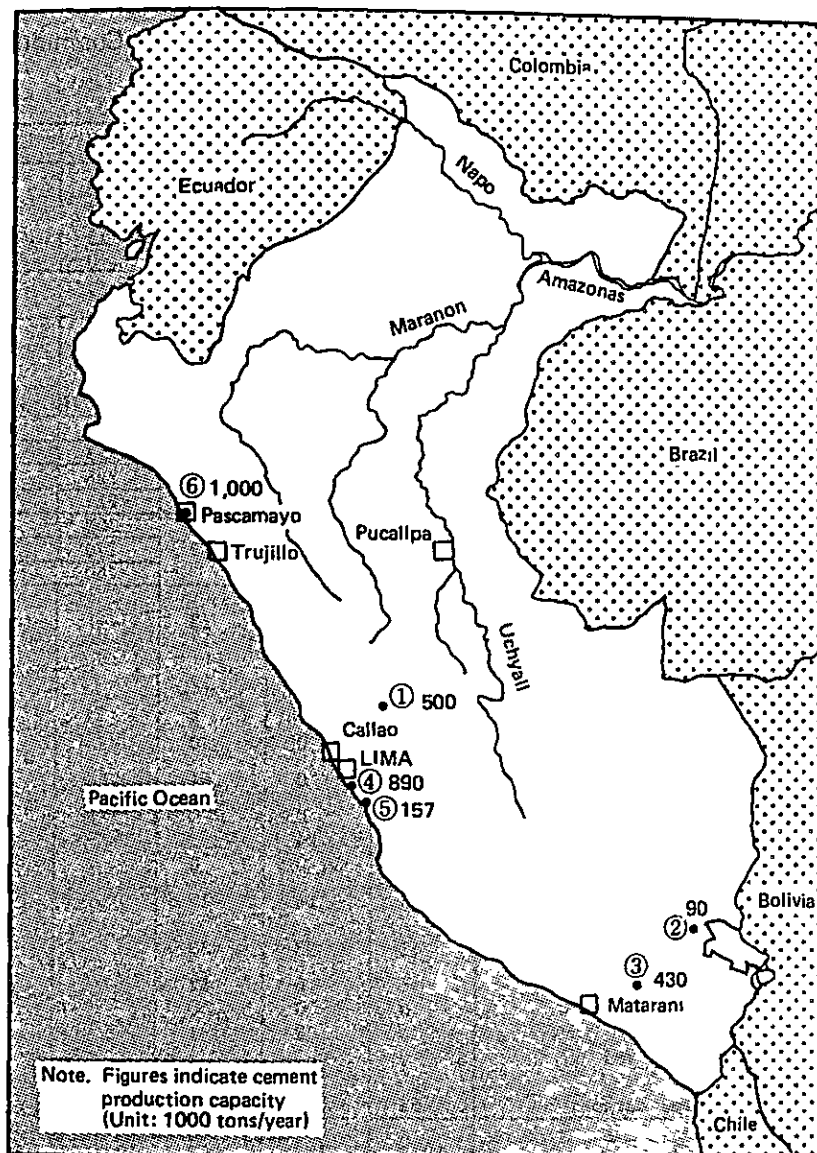 Colombia
Napo
Ecuador
Amazonas
Maranon
Brazil
⑥ 1,000
Pascamayo
Pucallpa
Trujillo
Uchyali
① 500
Callao
LIMA
④ 890
Pacific Ocean
⑤ 157
90
Bolivia
②
③ 430
Matarani
Note. Figures indicate cement
production capacity
(Unit: 1000 tons/year)
Chile